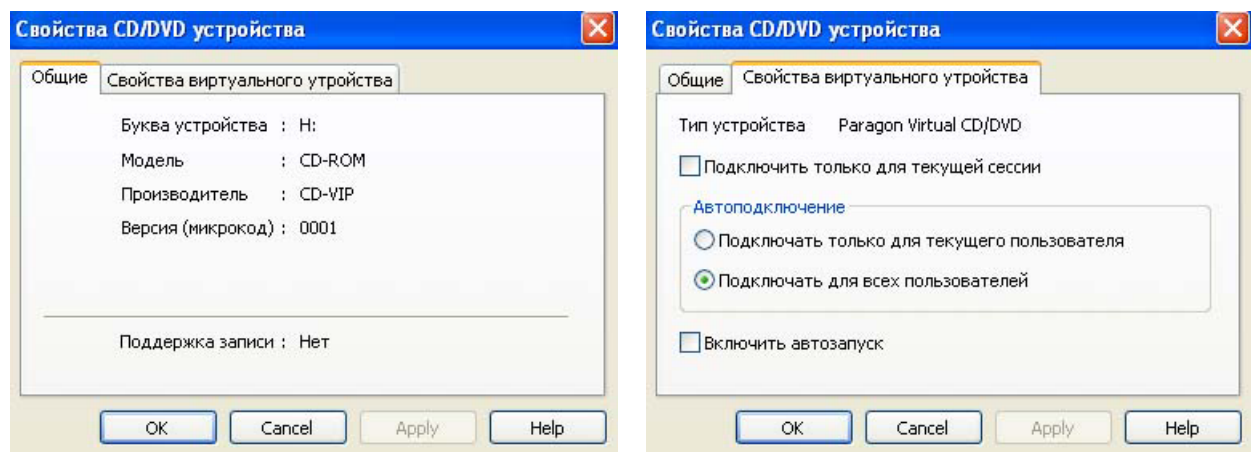 Свойства CD/DVD устройства
Общие
Свойства виртуального утройства
Буква устройства : H:
Модель : CD-ROM
Производитель : CD-VIP
Версия (микрокод) : 0001
Поддержка записи : Нет
OK Cancel Apply Help
Свойства CD/DVD устройства
Общие
Свойства виртуального утройства
Тип устройства Paragon Virtual CD/DVD
Подключить только для текущей сессии
Автоподключение
Подключать только для текущего пользователя
Подключать для всех пользователей
Включить автозапуск
OK Cancel Apply Help